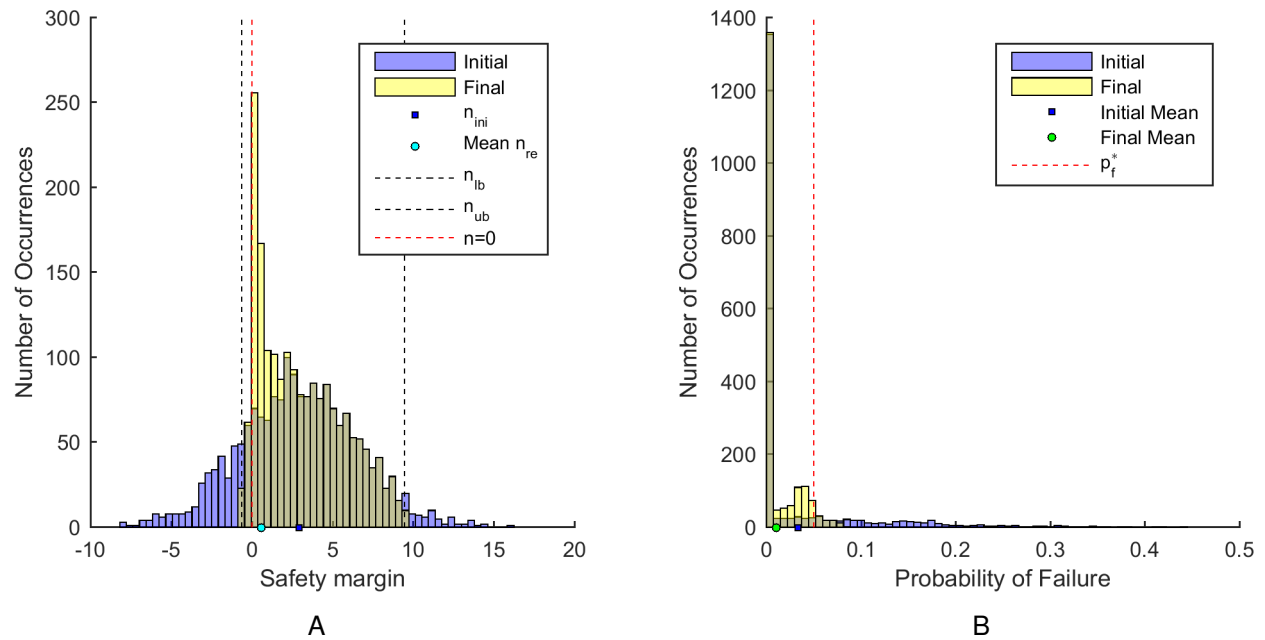 300
250
200
150
100
50
0
-10
-5
0
5
10
15
20
Number of Occurrences
Safety margin
Initial
Final
n_ini
Mean n_re
n_lb
n_ub
n=0
A
1400
1200
1000
800
600
400
200
0
0
0.1
0.2
0.3
0.4
0.5
Number of Occurrences
Probability of Failure
Initial
Final
Initial Mean
Final Mean
p_f^*
B